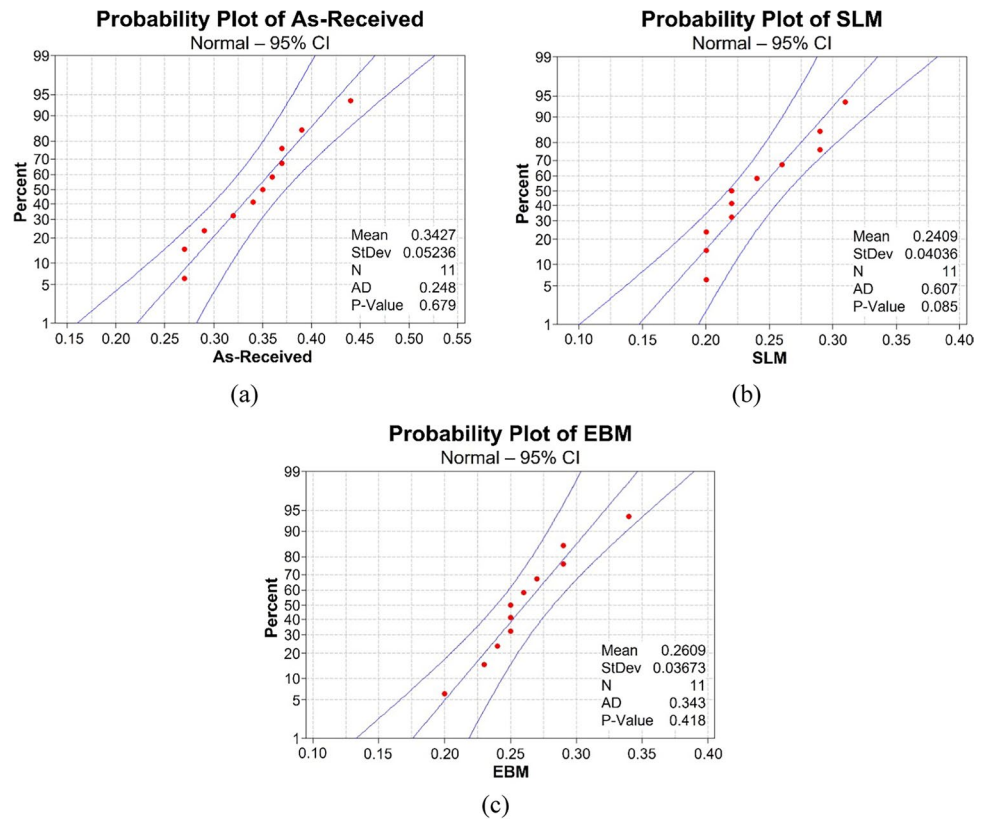 Probability Plot of As-Received
Normal – 95% CI
99
95
90
80
70
60
50
40
30
20
10
5
1
Percent
Mean 0.3427
StDev 0.05236
N 11
AD 0.248
P-Value 0.679
0.15 0.20 0.25 0.30 0.35 0.40 0.45 0.50 0.55
As-Received
(a)
Probability Plot of SLM
Normal – 95% CI
99
95
90
80
70
60
50
40
30
20
10
5
1
Percent
Mean 0.2409
StDev 0.04036
N 11
AD 0.607
P-Value 0.085
0.10 0.15 0.20 0.25 0.30 0.35 0.40
SLM
(b)
Probability Plot of EBM
Normal – 95% CI
99
95
90
80
70
60
50
40
30
20
10
5
1
Percent
Mean 0.2609
StDev 0.03673
N 11
AD 0.343
P-Value 0.418
0.10 0.15 0.20 0.25 0.30 0.35 0.40
EBM
(c)